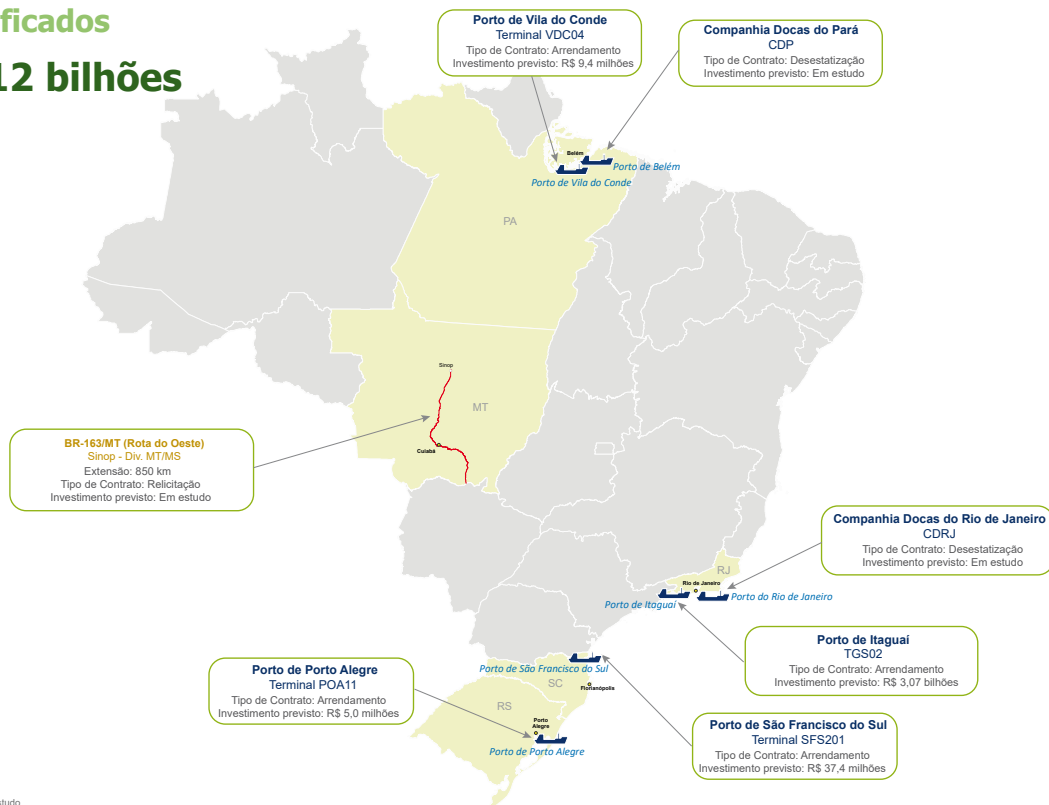 ficados
12 bilhões
Porto de Vila do Conde
Terminal VDC04
Tipo de Contrato: Arrendamento
Investimento previsto: R$ 9,4 milhões
Companhia Docas do Pará
CDP
Tipo de Contrato: Desestatização
Investimento previsto: Em estudo
Belém
Porto de Belém
Porto de Vila do Conde
PA
Sinop
MT
Cuiabá
BR-163/MT (Rota do Oeste)
Sinop - Div. MT/MS
Extensão: 850 km
Tipo de Contrato: Relicitação
Investimento previsto: Em estudo
Companhia Docas do Rio de Janeiro
CDRJ
Tipo de Contrato: Desestatização
Investimento previsto: Em estudo
RJ
Rio de Janeiro
Porto de Itaguaí
Porto do Rio de Janeiro
Porto de Itaguaí
TGS02
Tipo de Contrato: Arrendamento
Investimento previsto: R$ 3,07 bilhões
Porto de São Francisco do Sul
SC
Florianópolis
Porto de Porto Alegre
Terminal POA11
Tipo de Contrato: Arrendamento
Investimento previsto: R$ 5,0 milhões
RS
Porto
Alegre
Porto de Porto Alegre
Porto de São Francisco do Sul
Terminal SFS201
Tipo de Contrato: Arrendamento
Investimento previsto: R$ 37,4 milhões
studo